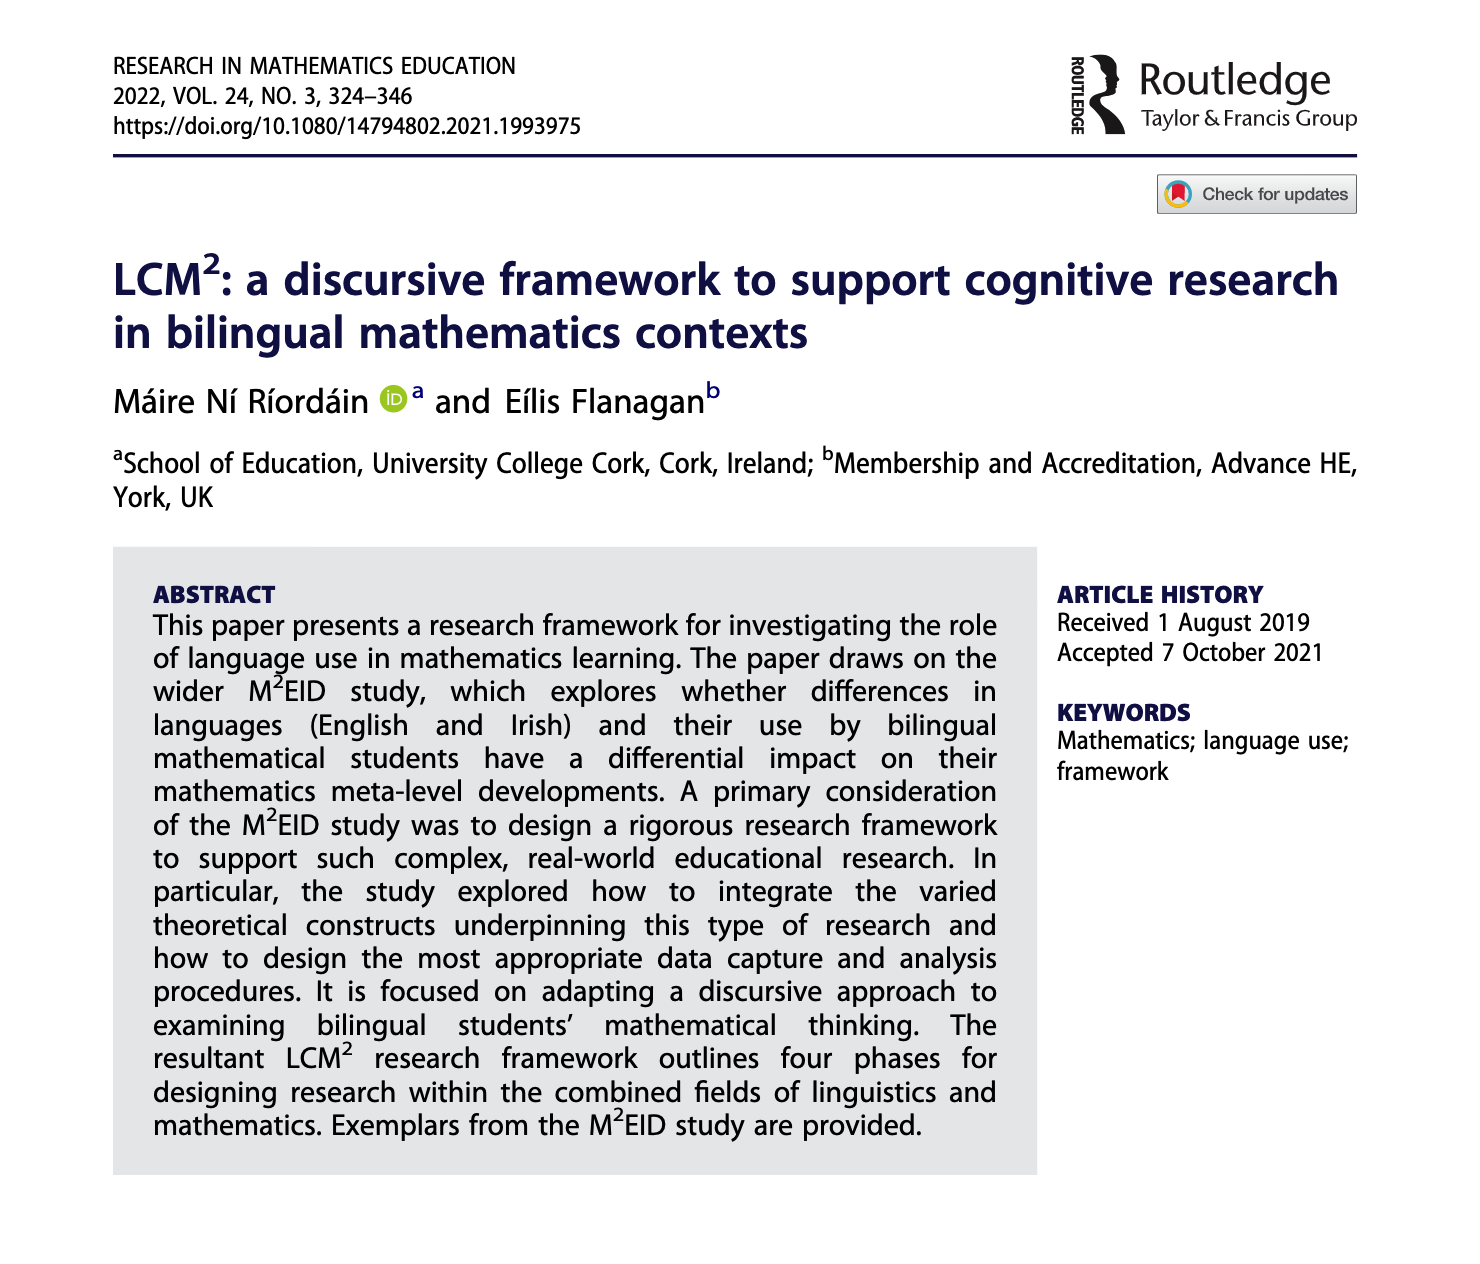 RESEARCH IN MATHEMATICS EDUCATION
2022, VOL. 24, NO. 3, 324–346
https://doi.org/10.1080/14794802.2021.1993975
ROUTLEDGE
Routledge
Taylor & Francis Group
Check for updates
LCM²: a discursive framework to support cognitive research
in bilingual mathematics contexts
Máire Ní Ríordáin iD a and Eílis Flanagan b
aSchool of Education, University College Cork, Cork, Ireland; bMembership and Accreditation, Advance HE,
York, UK
ABSTRACT
This paper presents a research framework for investigating the role
of language use in mathematics learning. The paper draws on the
wider M²EID study, which explores whether differences in
languages (English and Irish) and their use by bilingual
mathematical students have a differential impact on their
mathematics meta-level developments. A primary consideration
of the M²EID study was to design a rigorous research framework
to support such complex, real-world educational research. In
particular, the study explored how to integrate the varied
theoretical constructs underpinning this type of research and
how to design the most appropriate data capture and analysis
procedures. It is focused on adapting a discursive approach to
examining bilingual students’ mathematical thinking. The
resultant LCM² research framework outlines four phases for
designing research within the combined fields of linguistics and
mathematics. Exemplars from the M²EID study are provided.
ARTICLE HISTORY
Received 1 August 2019
Accepted 7 October 2021
KEYWORDS
Mathematics; language use;
framework